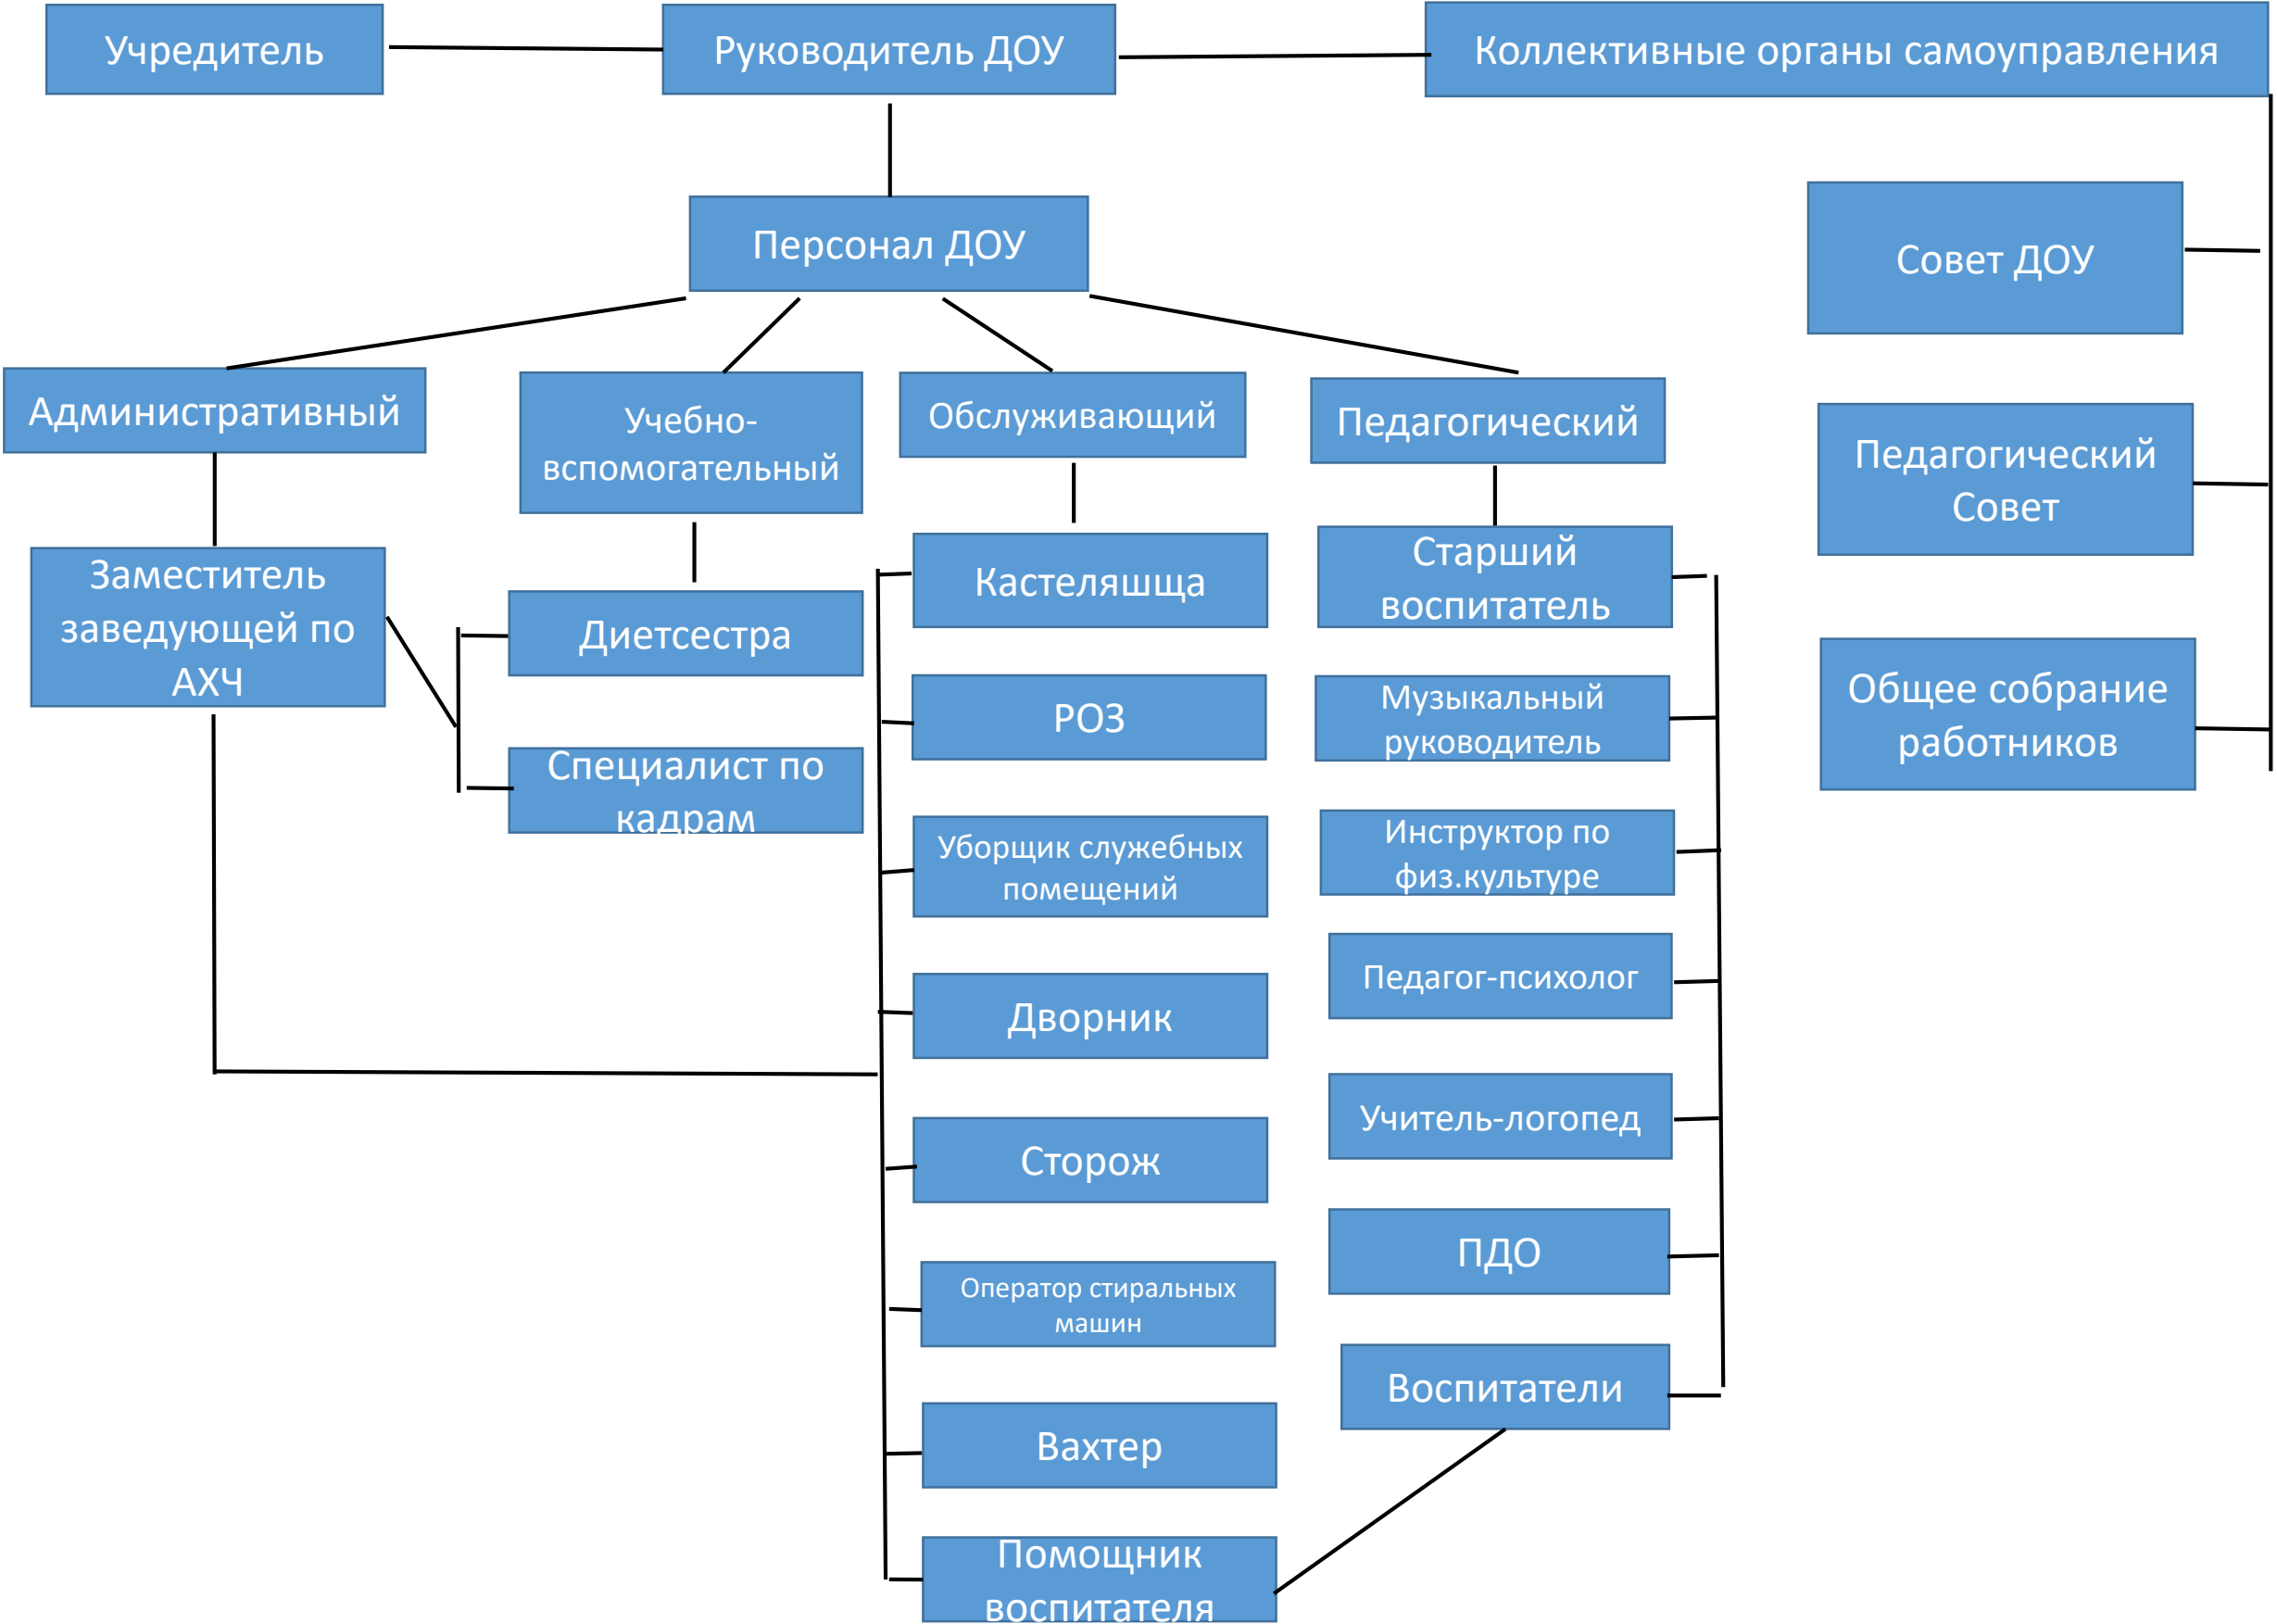 Учредитель
Руководитель ДОУ
Коллективные органы самоуправления
Персонал ДОУ
Совет ДОУ
Административный
Учебно-
вспомогательный
Обслуживающий
Педагогический
Педагогический
Совет
Заместитель
заведующей по
АХЧ
Диетсестра
Специалист по
кадрам
Кастеляшща
РОЗ
Уборщик служебных
помещений
Дворник
Сторож
Оператор стиральных
машин
Вахтер
Помощник
воспитателя
Старший
воспитатель
Музыкальный
руководитель
Инструктор по
физ.культуре
Педагог-психолог
Учитель-логопед
ПДО
Воспитатели
Общее собрание
работников